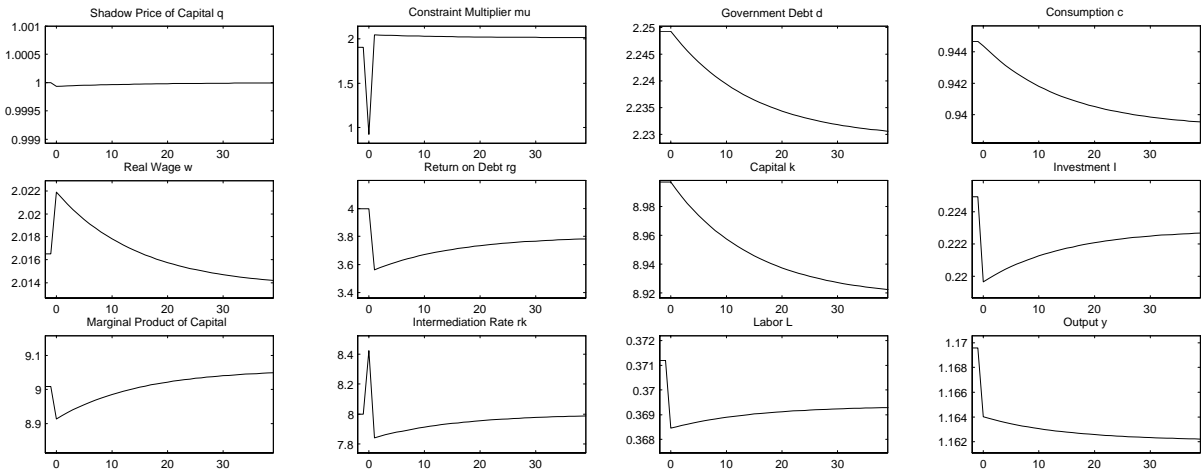 Shadow Price of Capital q
Constraint Multiplier mu
Government Debt d
Consumption c
1.001
1.0005
1
0.9995
0.999
0 10 20 30
2
1.5
1
0 10 20 30
2.25
2.245
2.24
2.235
2.23
0 10 20 30
0.944
0.942
0.94
0 10 20 30
Real Wage w
Return on Debt rg
Capital k
Investment I
2.022
2.02
2.018
2.016
2.014
0 10 20 30
4
3.8
3.6
3.4
0 10 20 30
8.98
8.96
8.94
8.92
0 10 20 30
0.224
0.222
0.22
0 10 20 30
Marginal Product of Capital
Intermediation Rate rk
Labor L
Output y
9.1
9
8.9
0 10 20 30
8.4
8.2
8
7.8
0 10 20 30
0.372
0.371
0.37
0.369
0.368
0 10 20 30
1.17
1.168
1.166
1.164
1.162
0 10 20 30